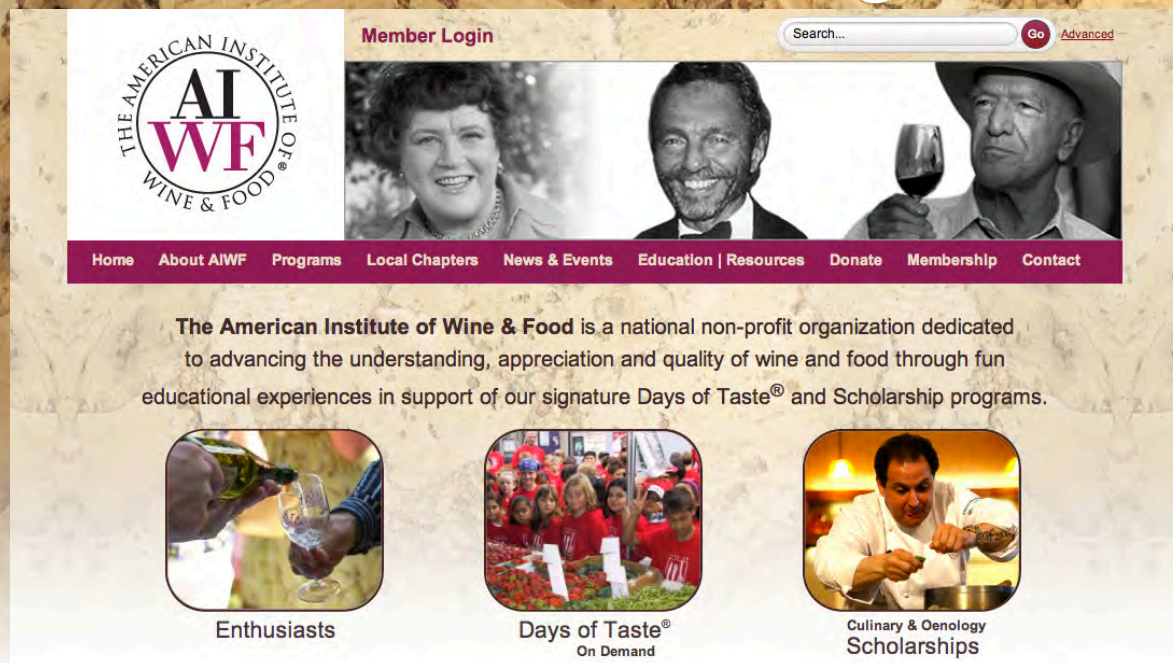 THE AMERICAN INSTITUTE OF
WINE & FOOD®
AI
WF
Member Login
Search...
Go
Advanced
Home About AIWF Programs Local Chapters News & Events Education | Resources Donate Membership Contact
The American Institute of Wine & Food is a national non-profit organization dedicated
to advancing the understanding, appreciation and quality of wine and food through fun
educational experiences in support of our signature Days of Taste® and Scholarship programs.
Enthusiasts
Days of Taste®
On Demand
Culinary & Oenology
Scholarships